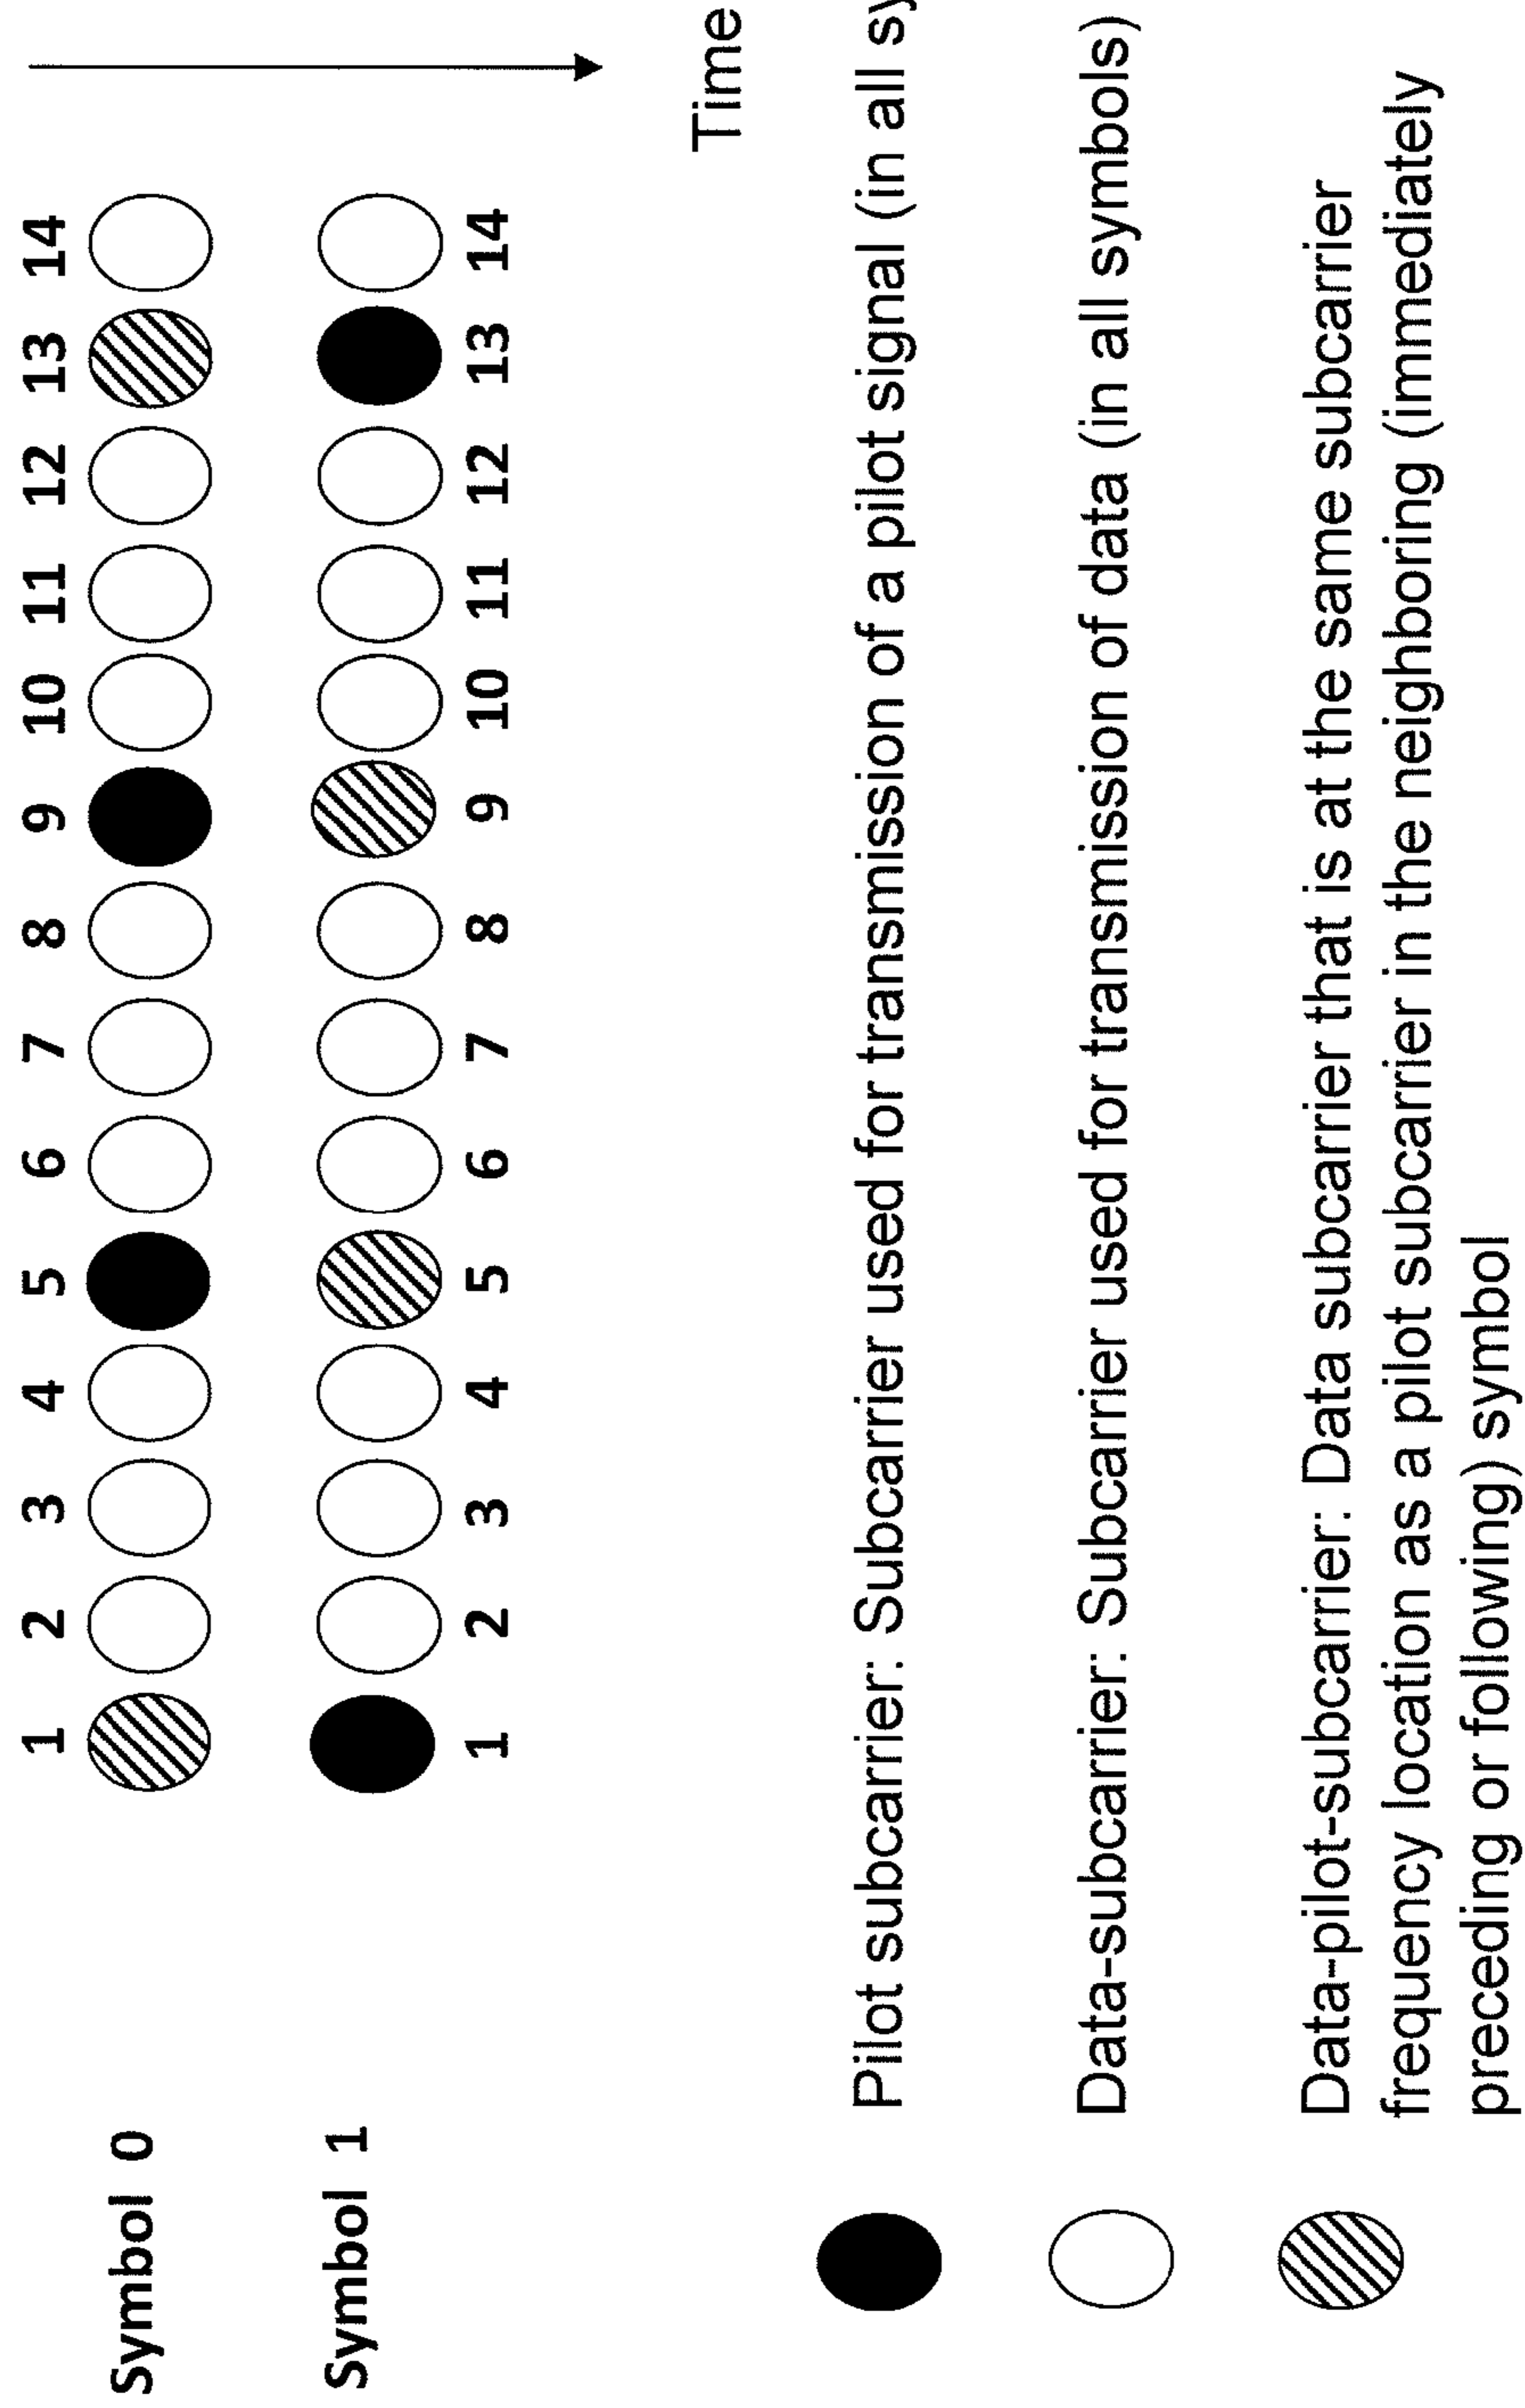 1 2 3 4 5 6 7 8 9 10 11 12 13 14
Symbol 0
Symbol 1
1 2 3 4 5 6 7 8 9 10 11 12 13 14
Time
Pilot subcarrier: Subcarrier used for transmission of a pilot signal (in all
Data-subcarrier: Subcarrier used for transmission of data (in all symbols)
Data-pilot-subcarrier: Data subcarrier that is at the same subcarrier
frequency location as a pilot subcarrier in the neighboring (immediately
preceding or following) symbol